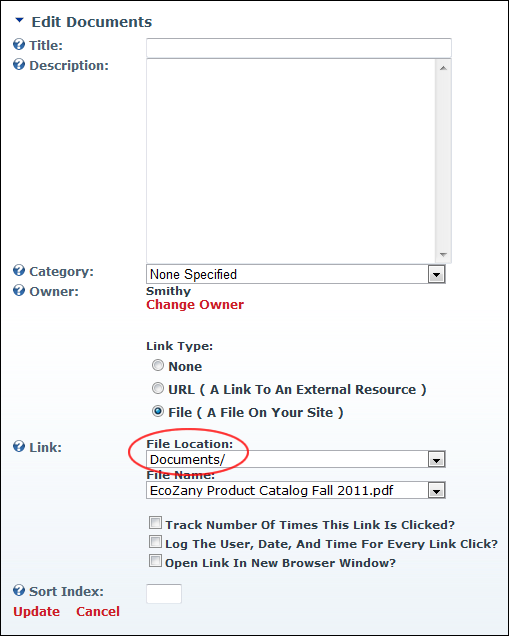 Edit Documents
Title:
Description:
Category:
None Specified
Owner:
Smithy
Change Owner
Link Type:
None
URL ( A Link To An External Resource )
File ( A File On Your Site )
Link:
File Location:
Documents/
File Name:
EcoZany Product Catalog Fall 2011.pdf
Track Number Of Times This Link Is Clicked?
Log The User, Date, And Time For Every Link Click?
Open Link In New Browser Window?
Sort Index:
Update Cancel